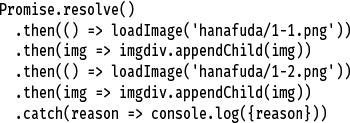 Promise.resolve()
  .then(() => loadImage('hanafuda/1-1.png'))
  .then(img => imgdiv.appendChild(img))
  .then(() => loadImage('hanafuda/1-2.png'))
  .then(img => imgdiv.appendChild(img))
  .catch(reason => console.log({reason}))